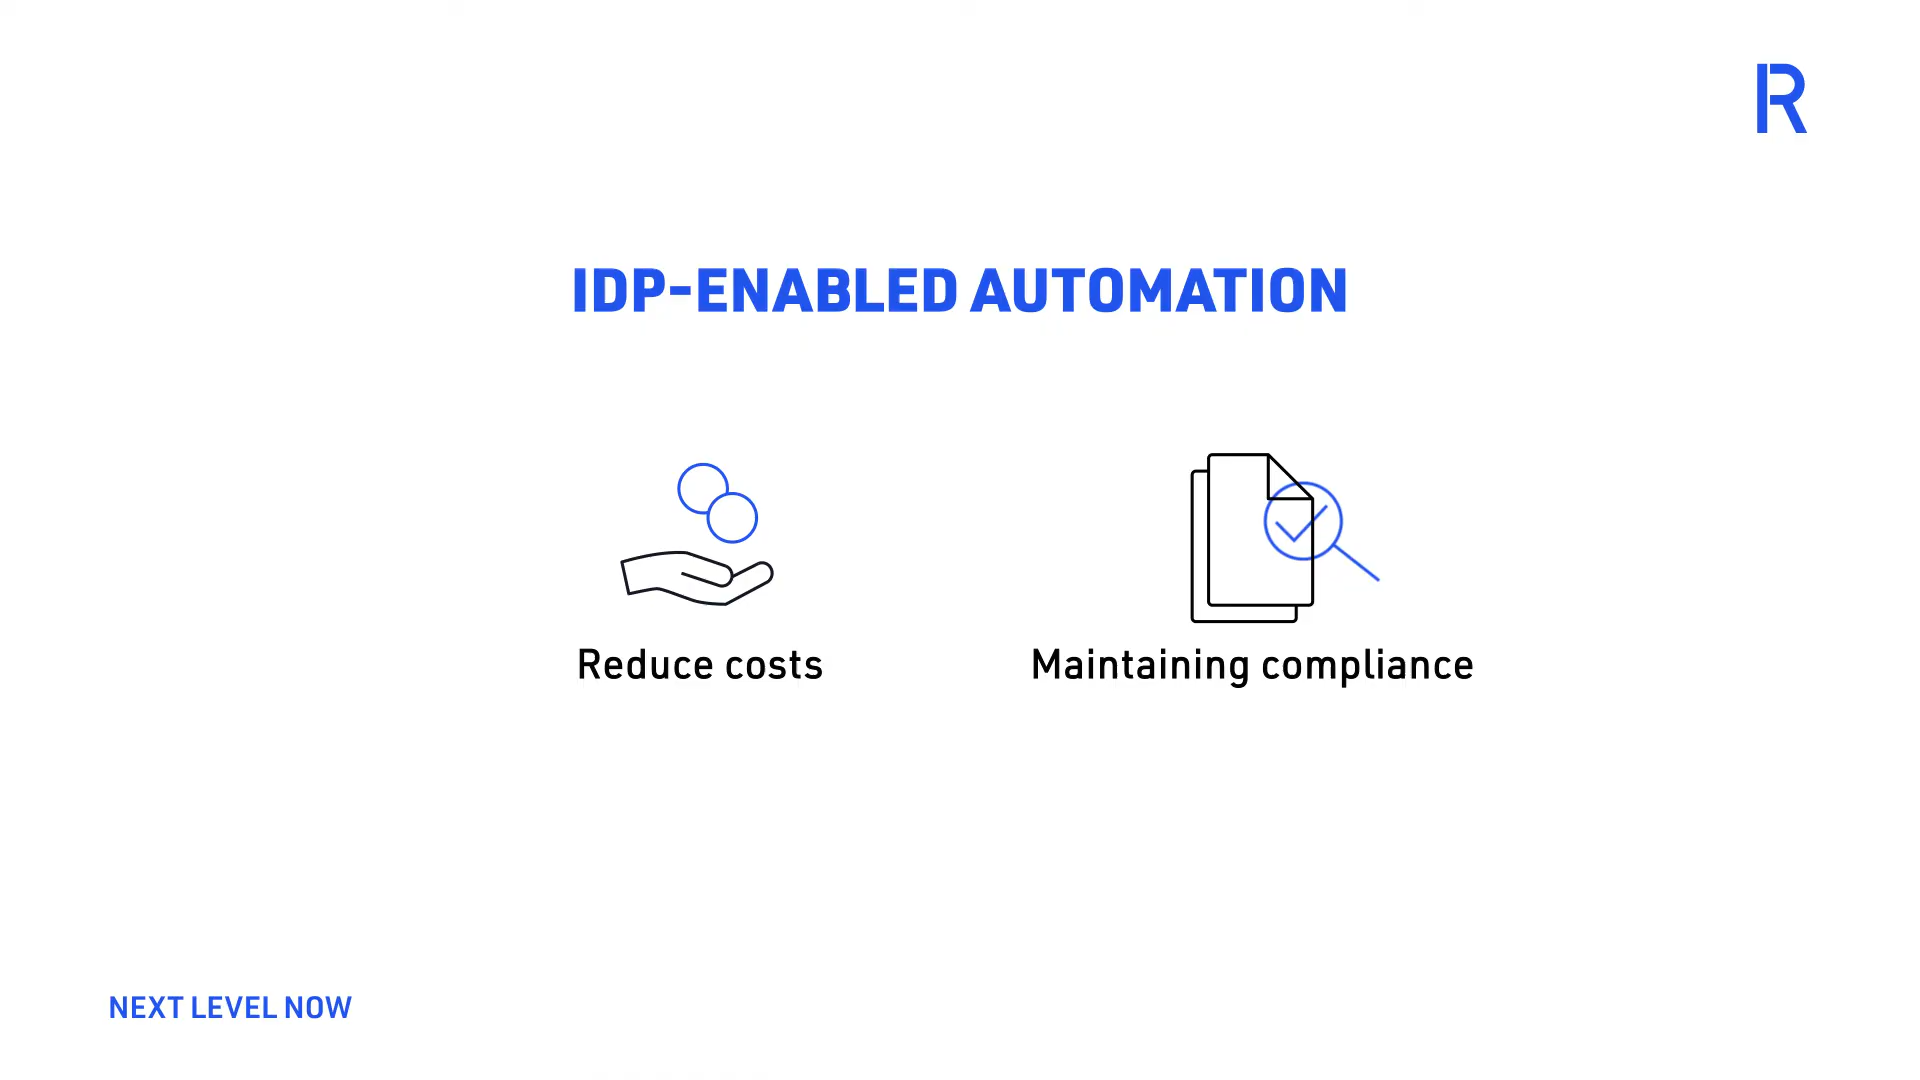 R
IDP-ENABLED AUTOMATION
Reduce costs
Maintaining compliance
NEXT LEVEL NOW